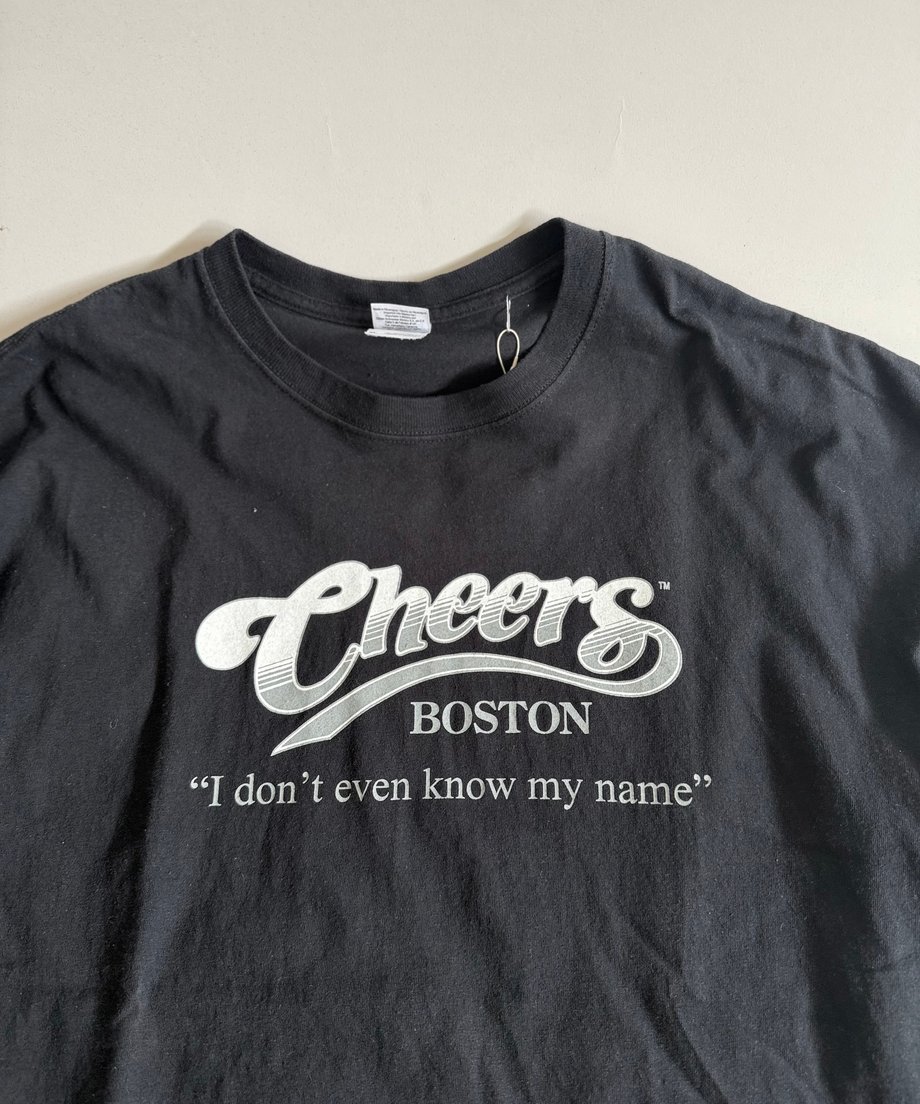 Cheers™
BOSTON
“I don’t even know my name”